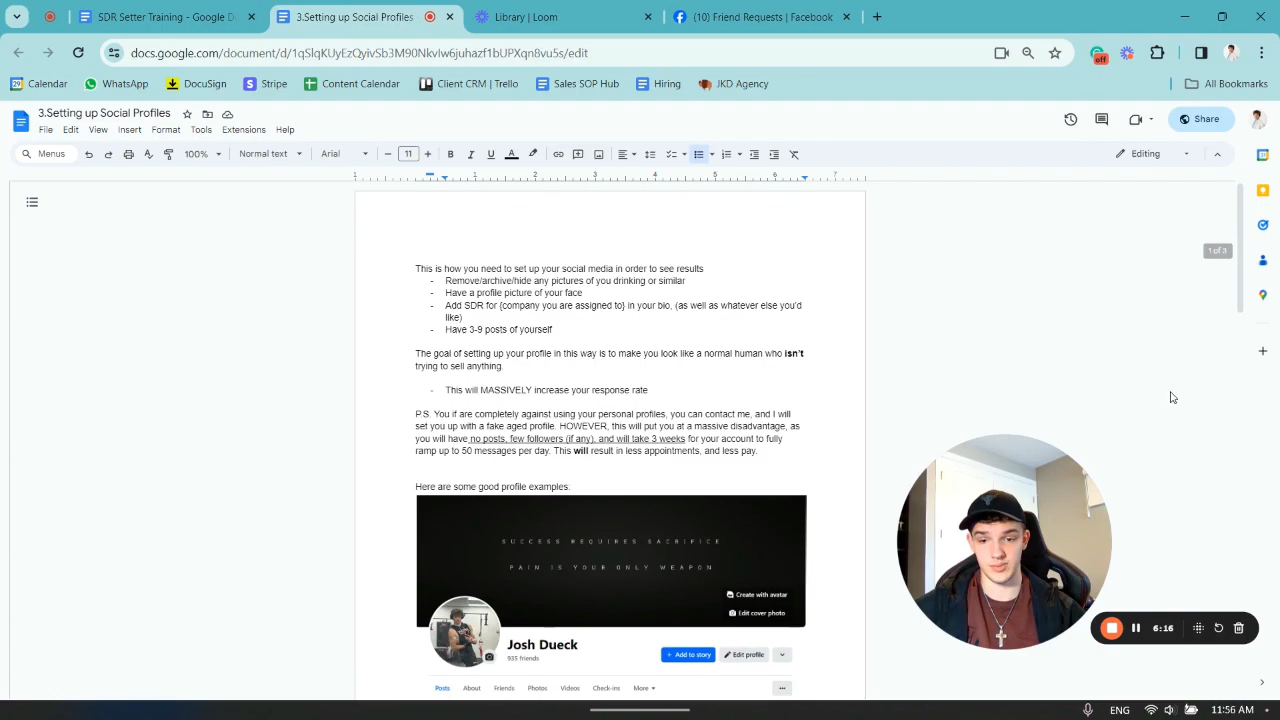 SDR Setter Training - Google D
3.Setting up Social Profiles
Library | Loom
(10) Friend Requests | Facebook
docs.google.com/document/d/1qSlqKUyEzQyivSb3M90NkvIw6juhazf1bUPXqn8vu5s/edit
off
Calendar
WhatsApp
DocuSign
Stripe
Content Calendar
Client CRM | Trello
Sales SOP Hub
Hiring
JKD Agency
All Bookmarks
3.Setting up Social Profiles
File Edit View Insert Format Tools Extensions Help
Share
Menus
100%
Normal text
Arial
11
Editing
1 1 2 3 4 5 6 7
1 of 3
This is how you need to set up your social media in order to see results
- Remove/archive/hide any pictures of you drinking or similar
- Have a profile picture of your face
- Add SDR for {company you are assigned to} in your bio, (as well as whatever else you'd
like)
- Have 3-9 posts of yourself
The goal of setting up your profile in this way is to make you look like a normal human who isn't
trying to sell anything.
- This will MASSIVELY increase your response rate
P.S. You if are completely against using your personal profiles, you can contact me, and I will
set you up with a fake aged profile. HOWEVER, this will put you at a massive disadvantage, as
you will have no posts, few followers (if any), and will take 3 weeks for your account to fully
ramp up to 50 messages per day. This will result in less appointments, and less pay.
Here are some good profile examples:
SUCCESS REQUIRES SACRIFICE
PAIN IS YOUR ONLY WEAPON
Create with avatar
Edit cover photo
Josh Dueck
935 friends
+ Add to story
Edit profile
Posts About Friends Photos Videos Check-ins More
6:16
ENG
11:56 AM